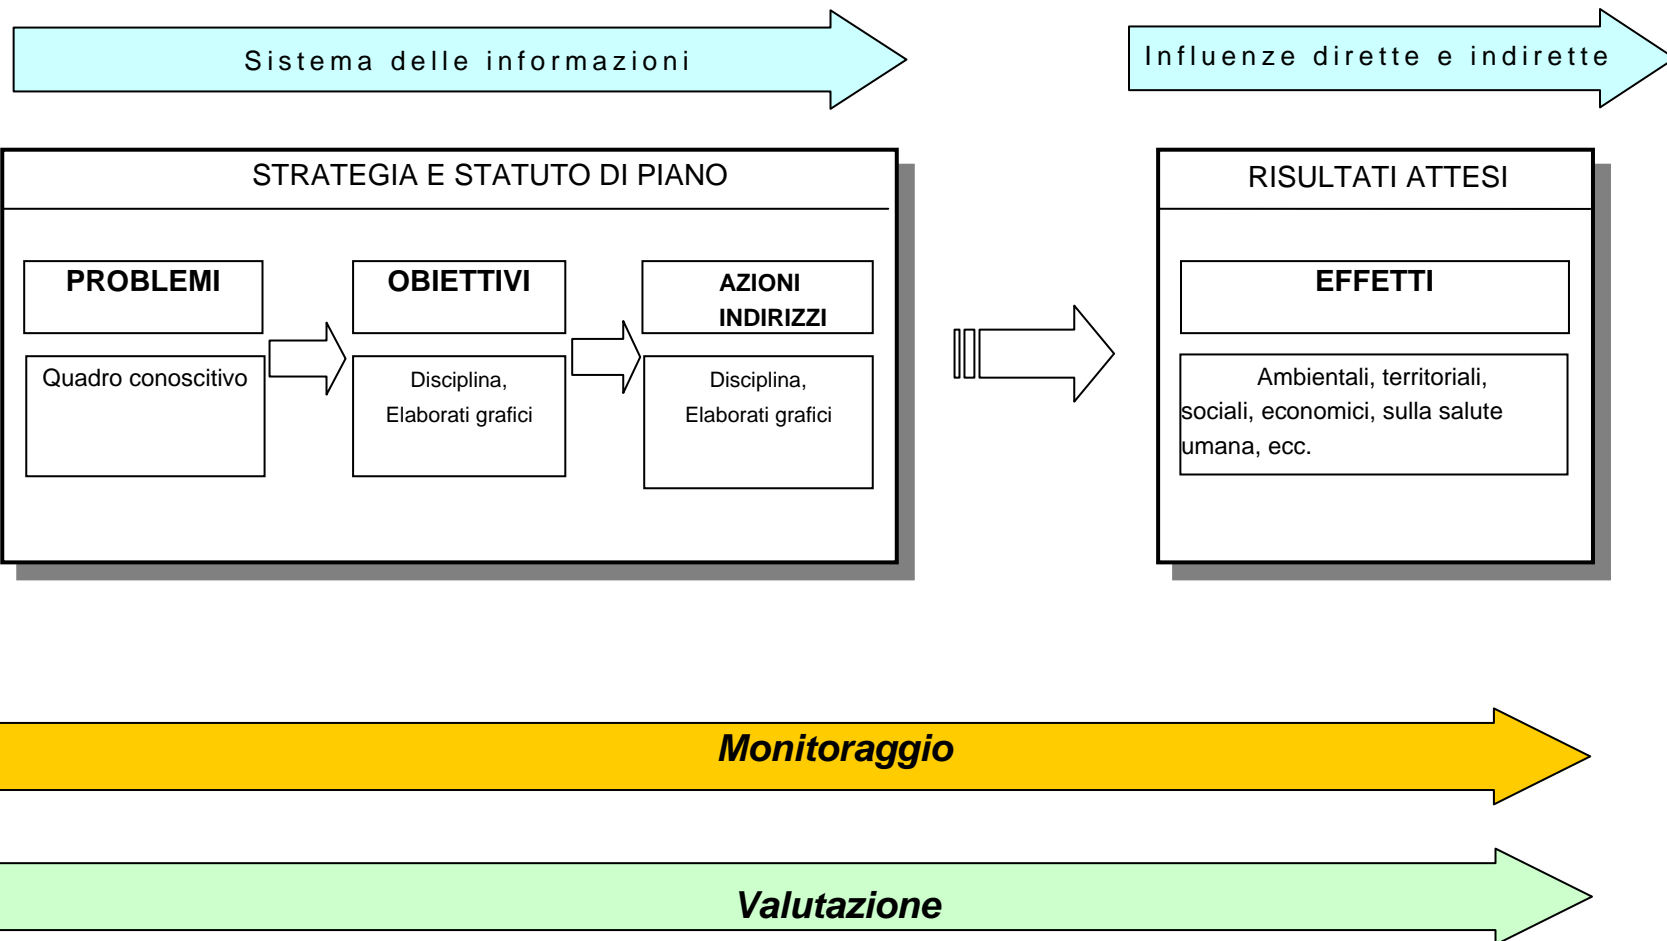 Sistema delle informazioni
Influenze dirette e indirette
STRATEGIA E STATUTO DI PIANO
PROBLEMI
Quadro conoscitivo
OBIETTIVI
Disciplina,
Elaborati grafici
AZIONI
INDIRIZZI
Disciplina,
Elaborati grafici
RISULTATI ATTESI
EFFETTI
Ambientali, territoriali,
sociali, economici, sulla salute
umana, ecc.
Monitoraggio
Valutazione